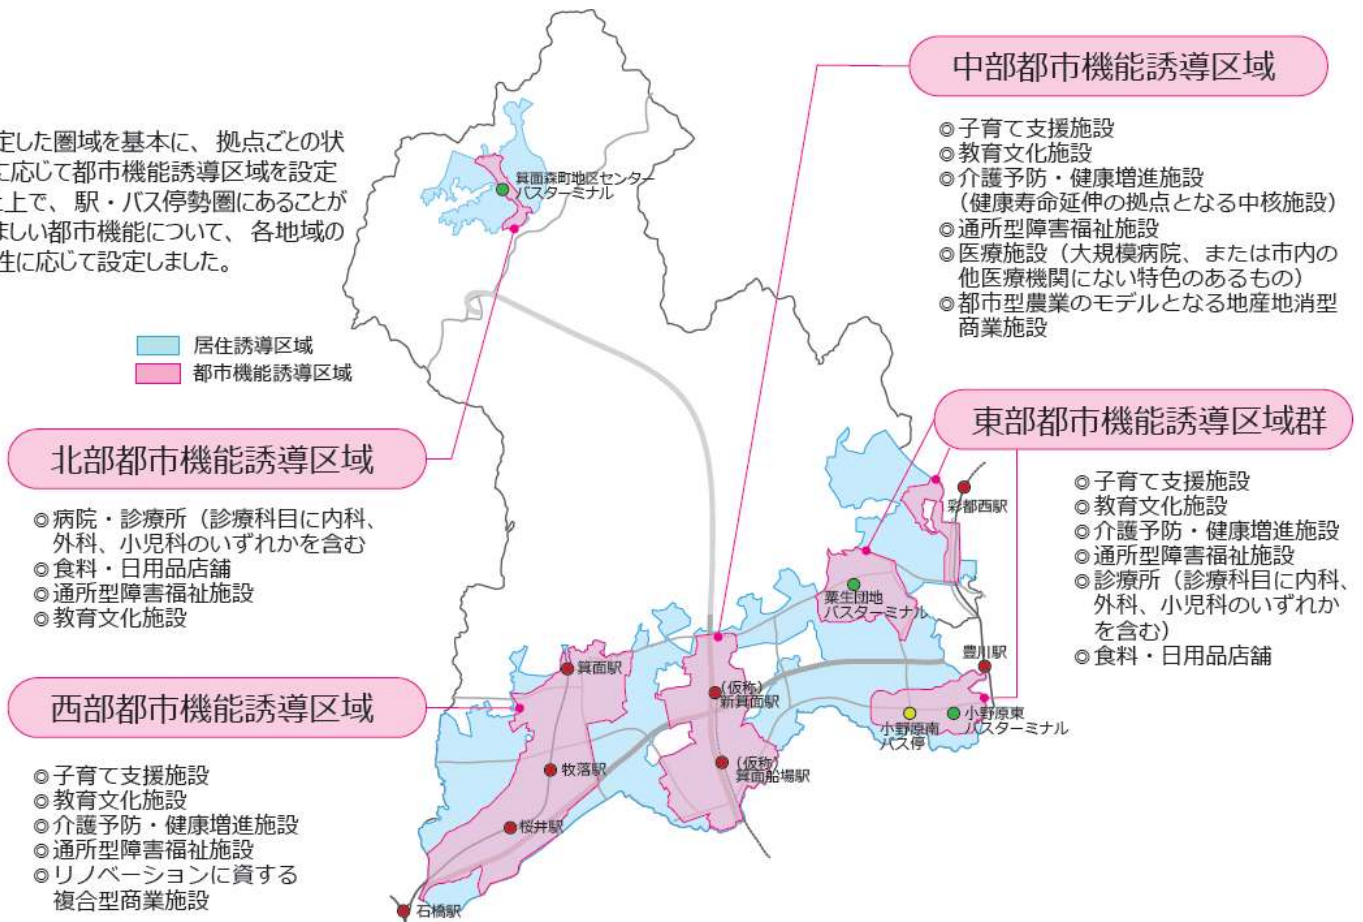 定した圏域を基本に、拠点ごとの状
に応じて都市機能誘導区域を設定
上で、駅・バス停勢圏にあることが
ましい都市機能について、各地域の
性に応じて設定しました。
居住誘導区域
都市機能誘導区域
箕面森町地区センター
バスターミナル
中部都市機能誘導区域
◎子育て支援施設
◎教育文化施設
◎介護予防・健康増進施設
（健康寿命延伸の拠点となる中核施設）
◎通所型障害福祉施設
◎医療施設（大規模病院、または市内の
他医療機関にない特色のあるもの）
◎都市型農業のモデルとなる地産地消型
商業施設
北部都市機能誘導区域
◎病院・診療所（診療科目に内科、
外科、小児科のいずれかを含む
◎食料・日用品店舗
◎通所型障害福祉施設
◎教育文化施設
東部都市機能誘導区域群
◎子育て支援施設
◎教育文化施設
◎介護予防・健康増進施設
◎通所型障害福祉施設
◎診療所（診療科目に内科、
外科、小児科のいずれか
を含む）
◎食料・日用品店舗
西部都市機能誘導区域
◎子育て支援施設
◎教育文化施設
◎介護予防・健康増進施設
◎通所型障害福祉施設
◎リノベーションに資する
複合型商業施設
彩都西駅
粟生団地
バスターミナル
豊川駅
小野原東
バスターミナル
小野原南
バス停
箕面駅
（仮称）
新箕面駅
（仮称）
箕面船場駅
牧落駅
桜井駅
石橋駅